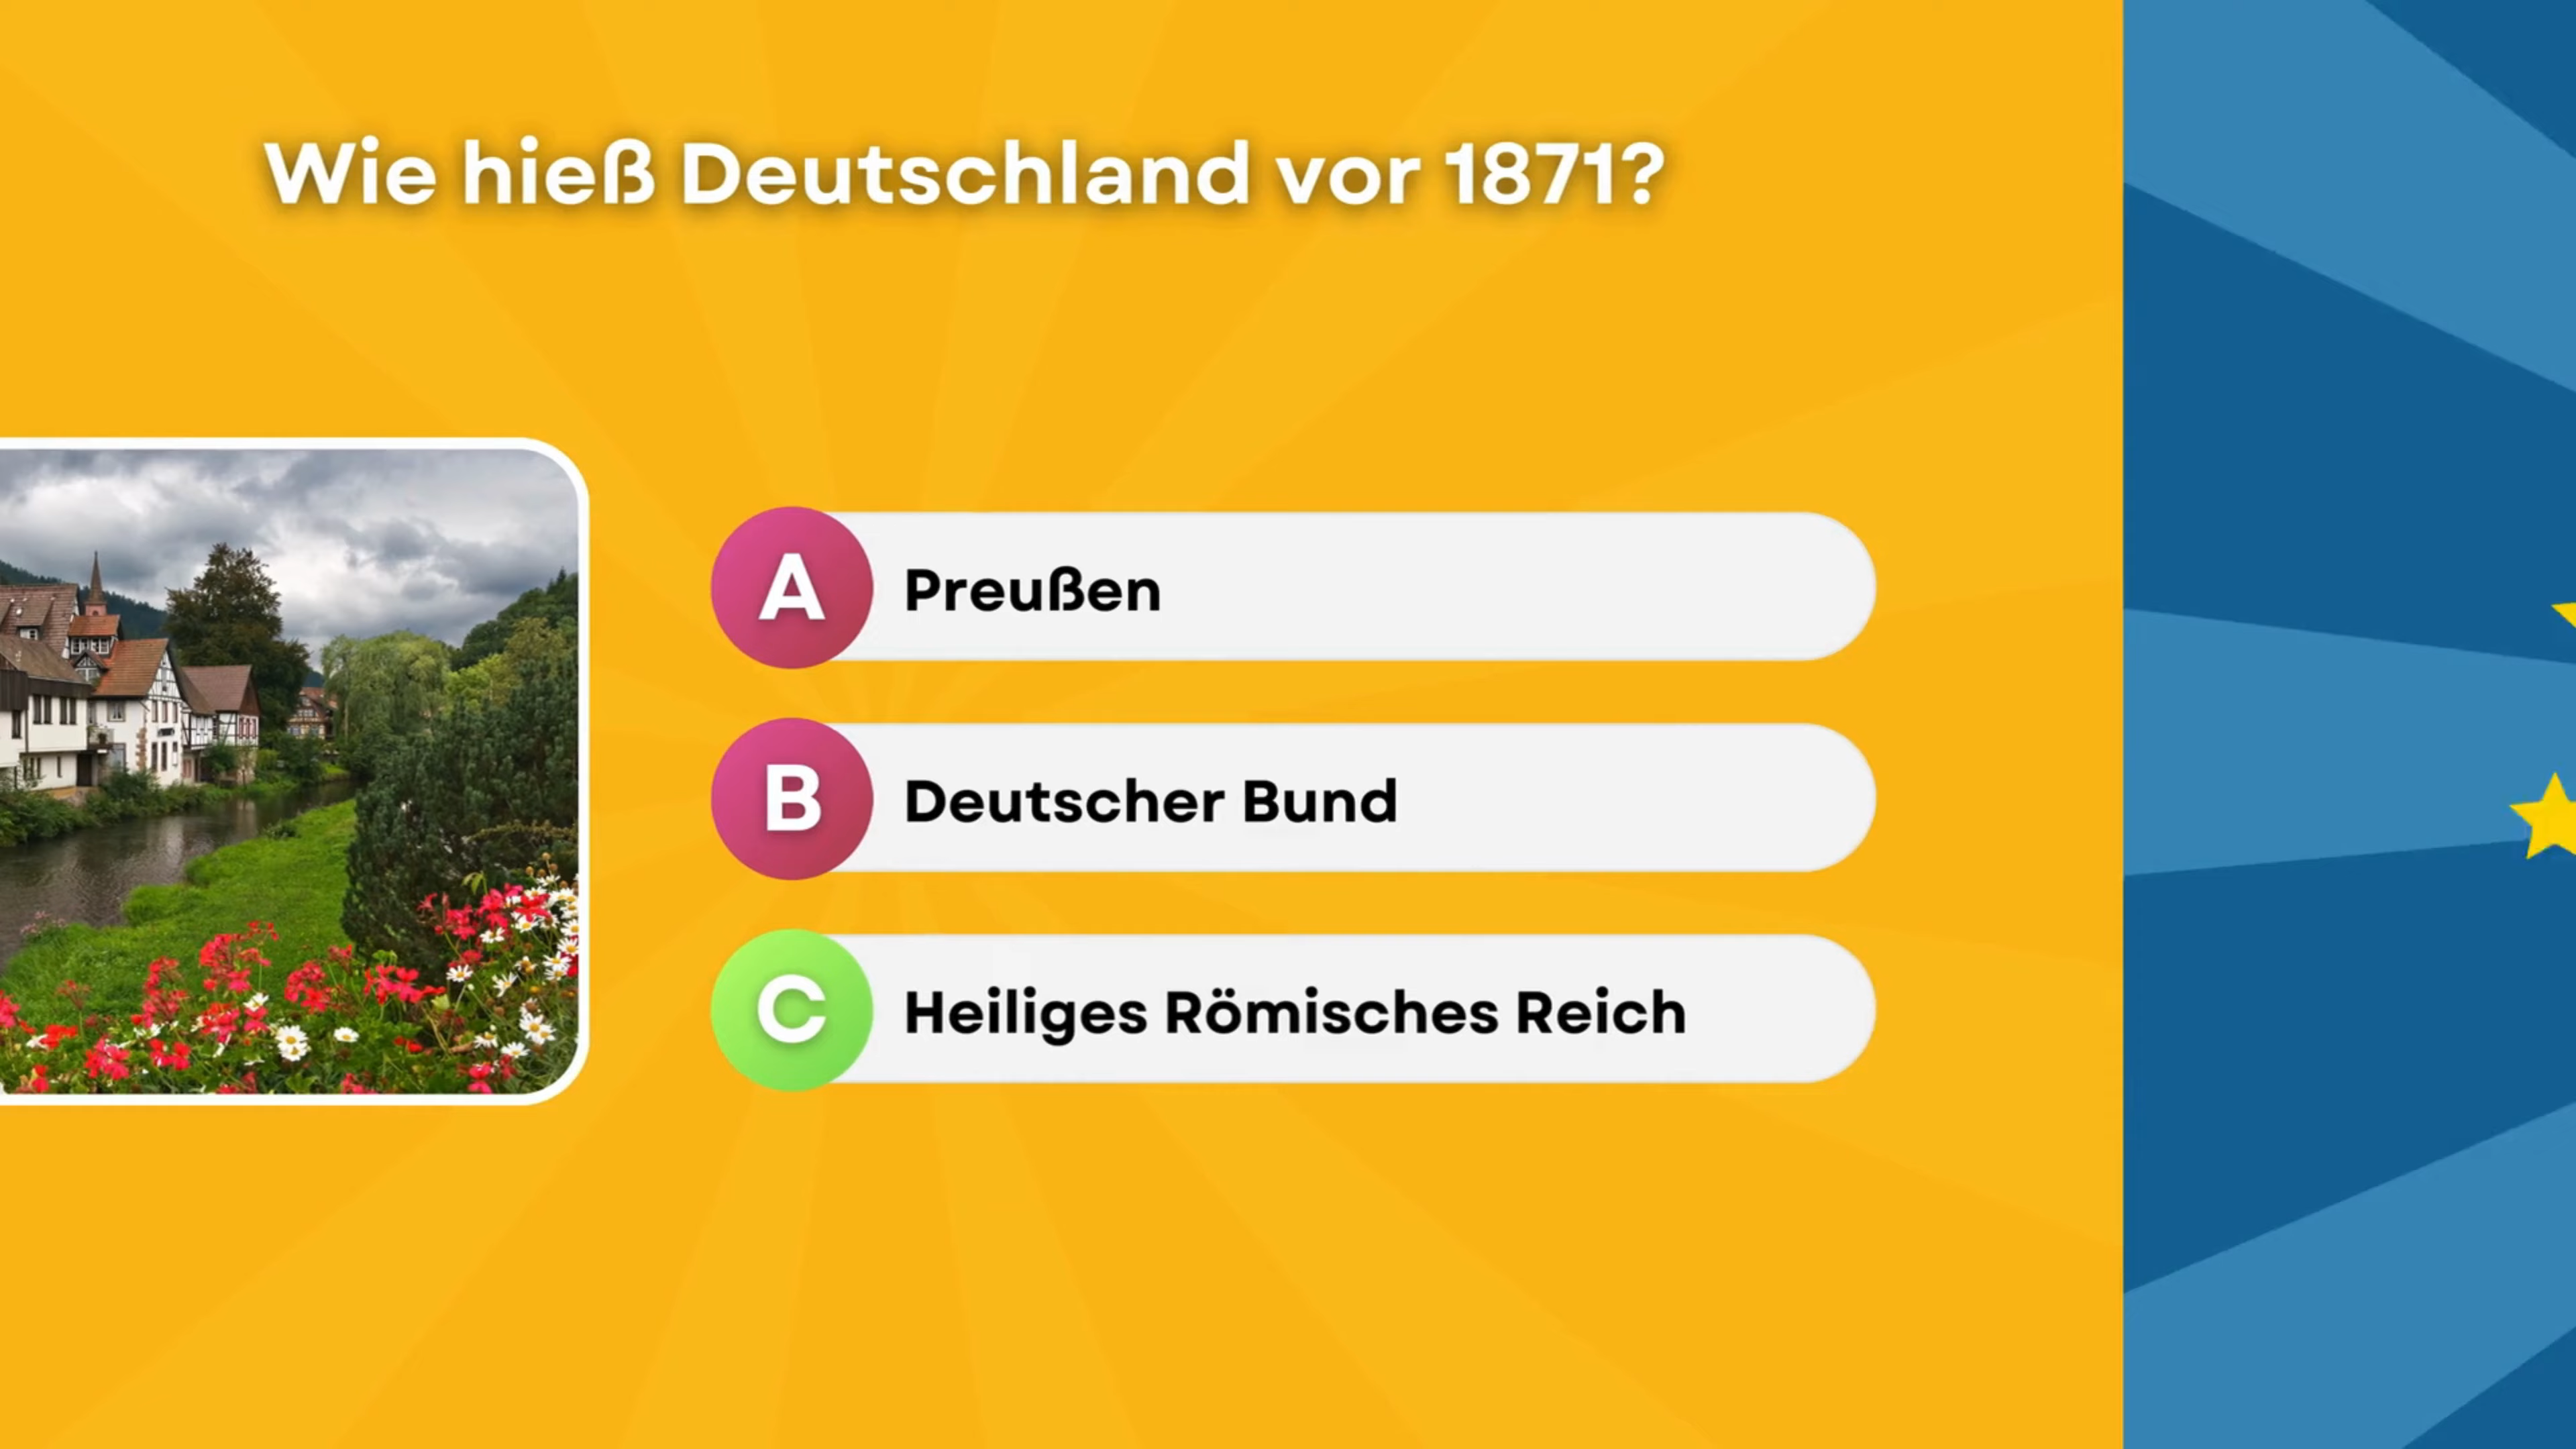 Wie hieß Deutschland vor 1871?
A Preußen
B Deutscher Bund
C Heiliges Römisches Reich